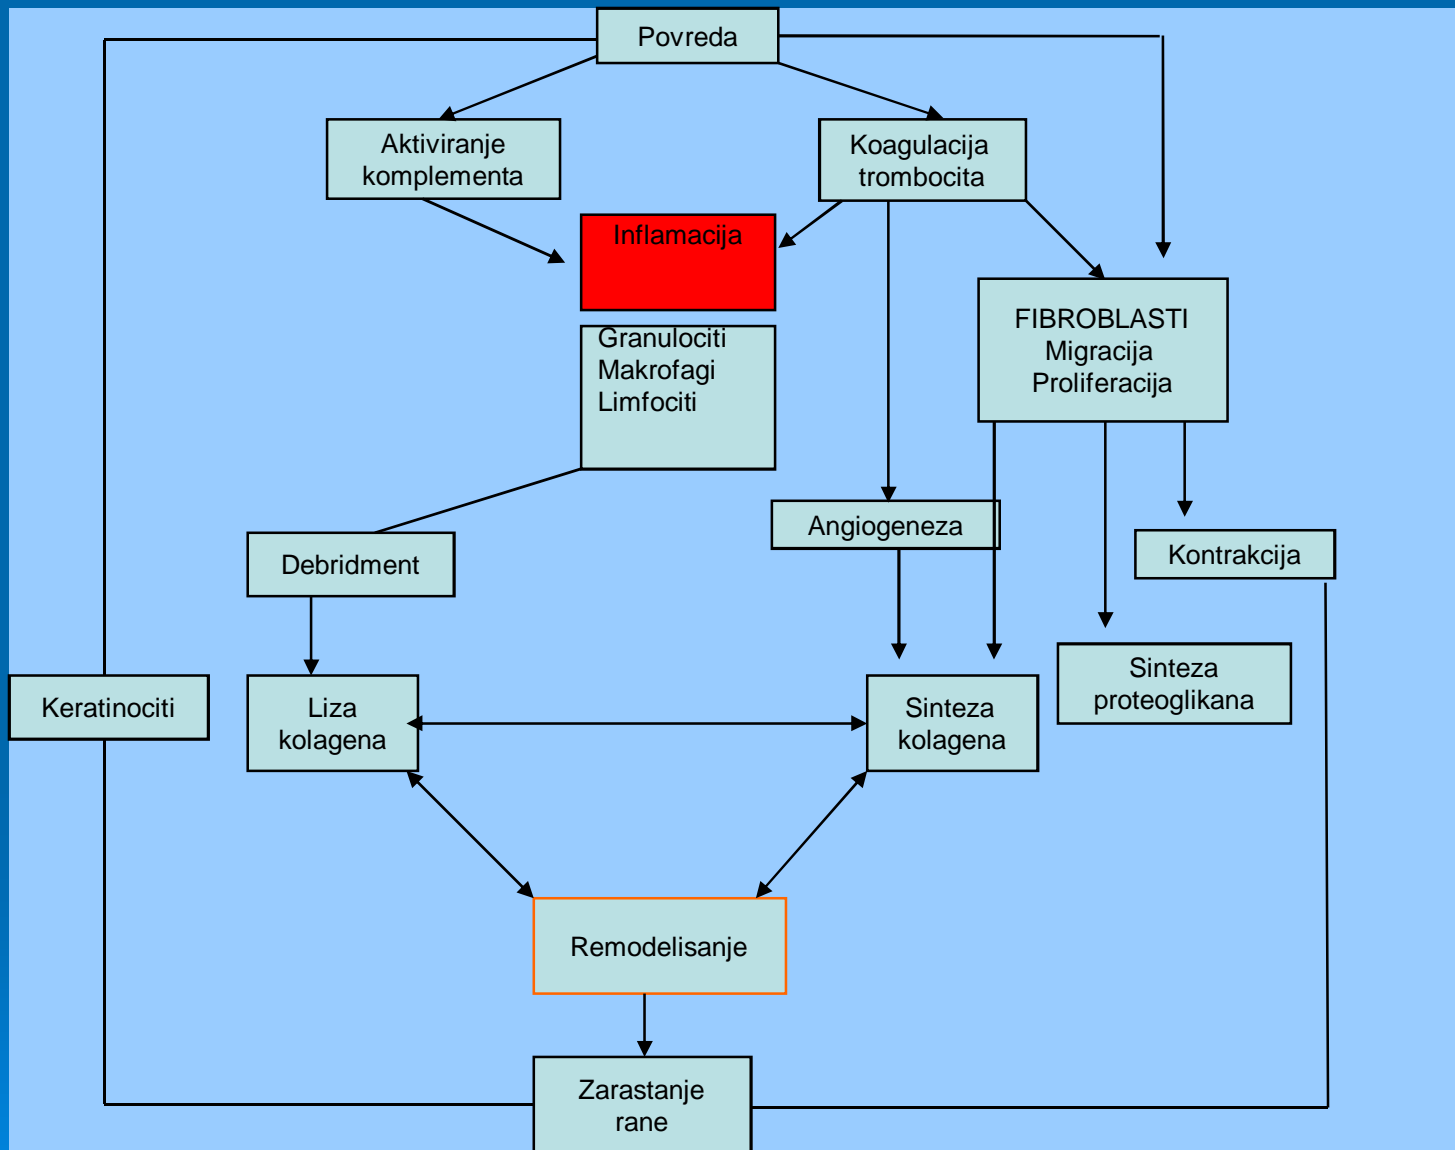 Povreda
Aktiviranje
komplementa
Koagulacija
trombocita
Inflamacija
Granulociti
Makrofagi
Limfociti
FIBROBLASTI
Migracija
Proliferacija
Angiogeneza
Debridment
Kontrakcija
Keratinociti
Liza
kolagena
Sinteza
kolagena
Sinteza
proteoglikana
Remodelisanje
Zarastanje
rane